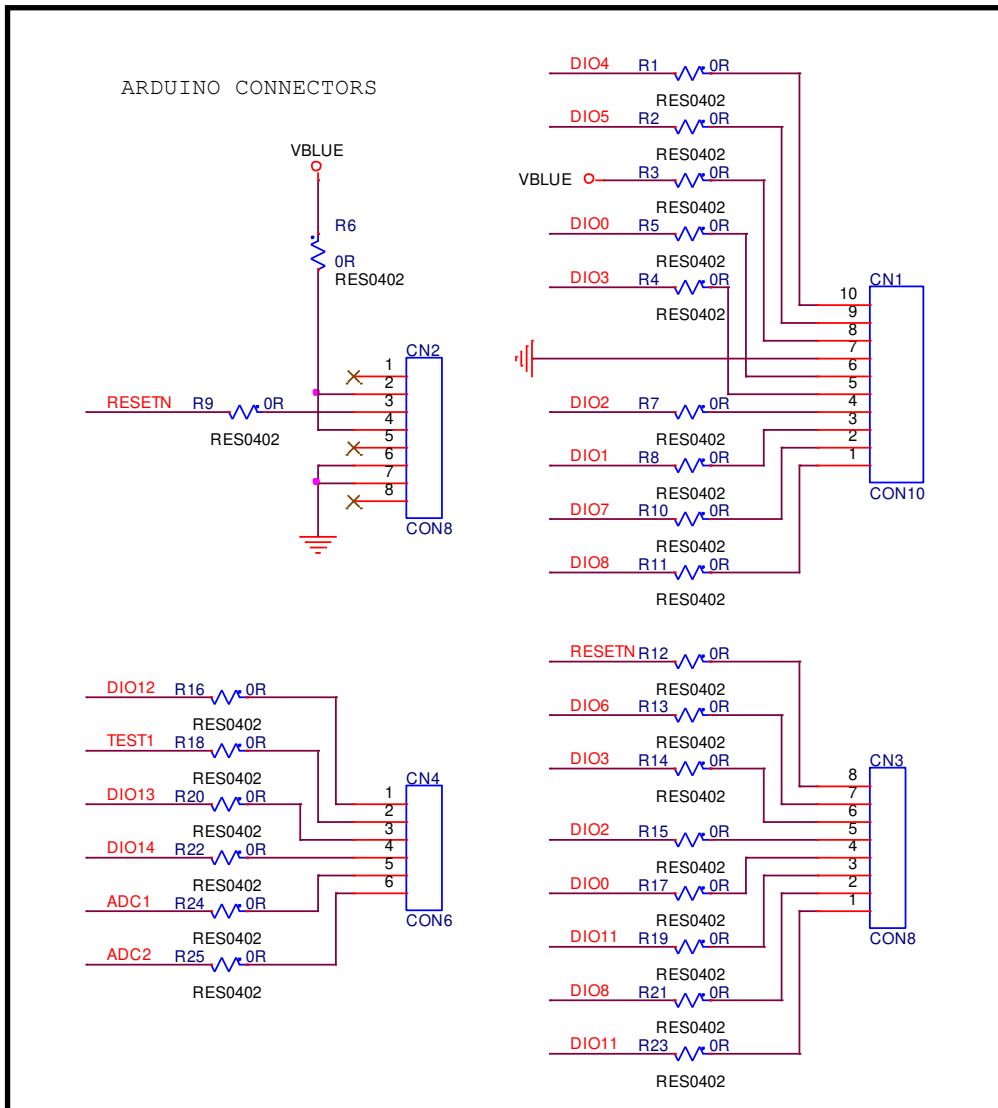 ARDUINO CONNECTORS
VBLUE
R6
0R
RES0402
CN2
1
2
3
4
5
6
7
8
CON8
RESETN R9 0R
RES0402
DIO4 R1 0R
RES0402
DIO5 R2 0R
RES0402
VBLUE R3 0R
RES0402
DIO0 R5 0R
RES0402
DIO3 R4 0R
RES0402
CN1
10
9
8
7
6
5
4
3
2
1
CON10
DIO2 R7 0R
RES0402
DIO1 R8 0R
RES0402
DIO7 R10 0R
RES0402
DIO8 R11 0R
RES0402
DIO12 R16 0R
RES0402
TEST1 R18 0R
RES0402
DIO13 R20 0R
RES0402
DIO14 R22 0R
RES0402
ADC1 R24 0R
RES0402
ADC2 R25 0R
RES0402
CN4
1
2
3
4
5
6
CON6
RESETN R12 0R
RES0402
DIO6 R13 0R
RES0402
DIO3 R14 0R
RES0402
DIO2 R15 0R
RES0402
DIO0 R17 0R
RES0402
DIO11 R19 0R
RES0402
DIO8 R21 0R
RES0402
DIO11 R23 0R
RES0402
CN3
8
7
6
5
4
3
2
1
CON8